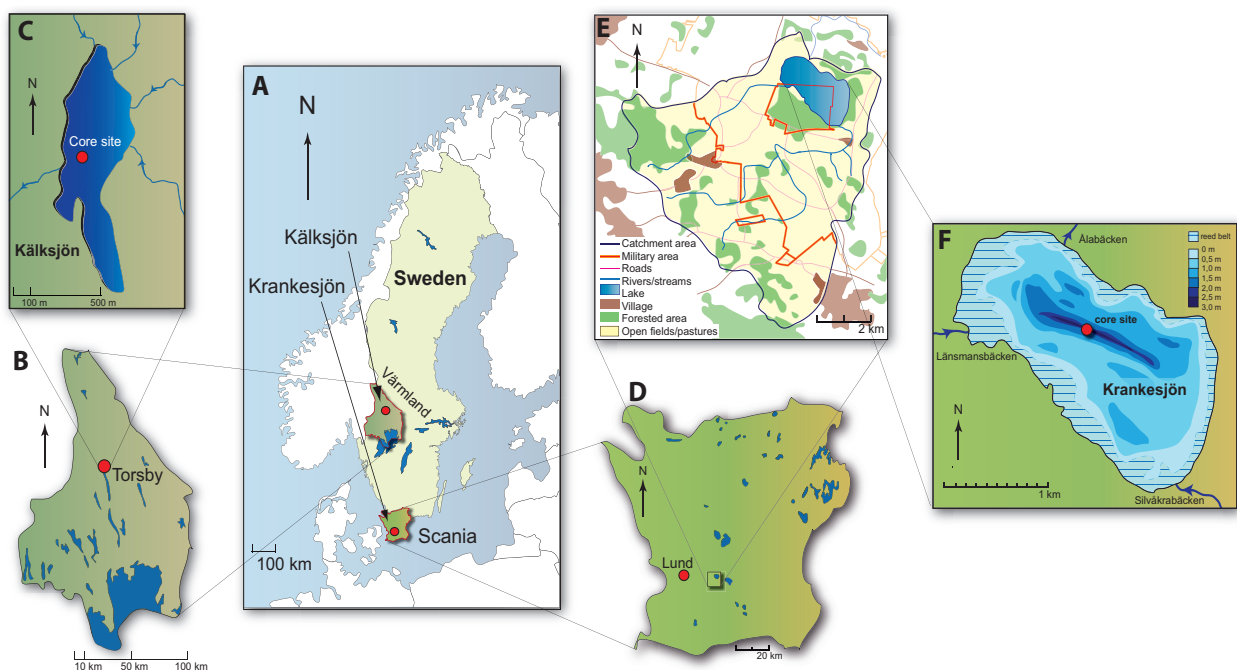 C
N
Core site
Kälksjön
100 m
500 m
A
N
Kälksjön
Krankesjön
Sweden
Värmland
Scania
100 km
B
N
Torsby
10 km
50 km
100 km
E
N
Catchment area
Military area
Roads
Rivers/streams
Lake
Village
Forested area
Open fields/pastures
2 km
D
N
Lund
20 km
F
Ålabäcken
reed belt
0 m
0,5 m
1,0 m
1,5 m
2,0 m
2,5 m
3,0 m
core site
Länsmansbäcken
Krankesjön
N
1 km
Silvåkrabäcken